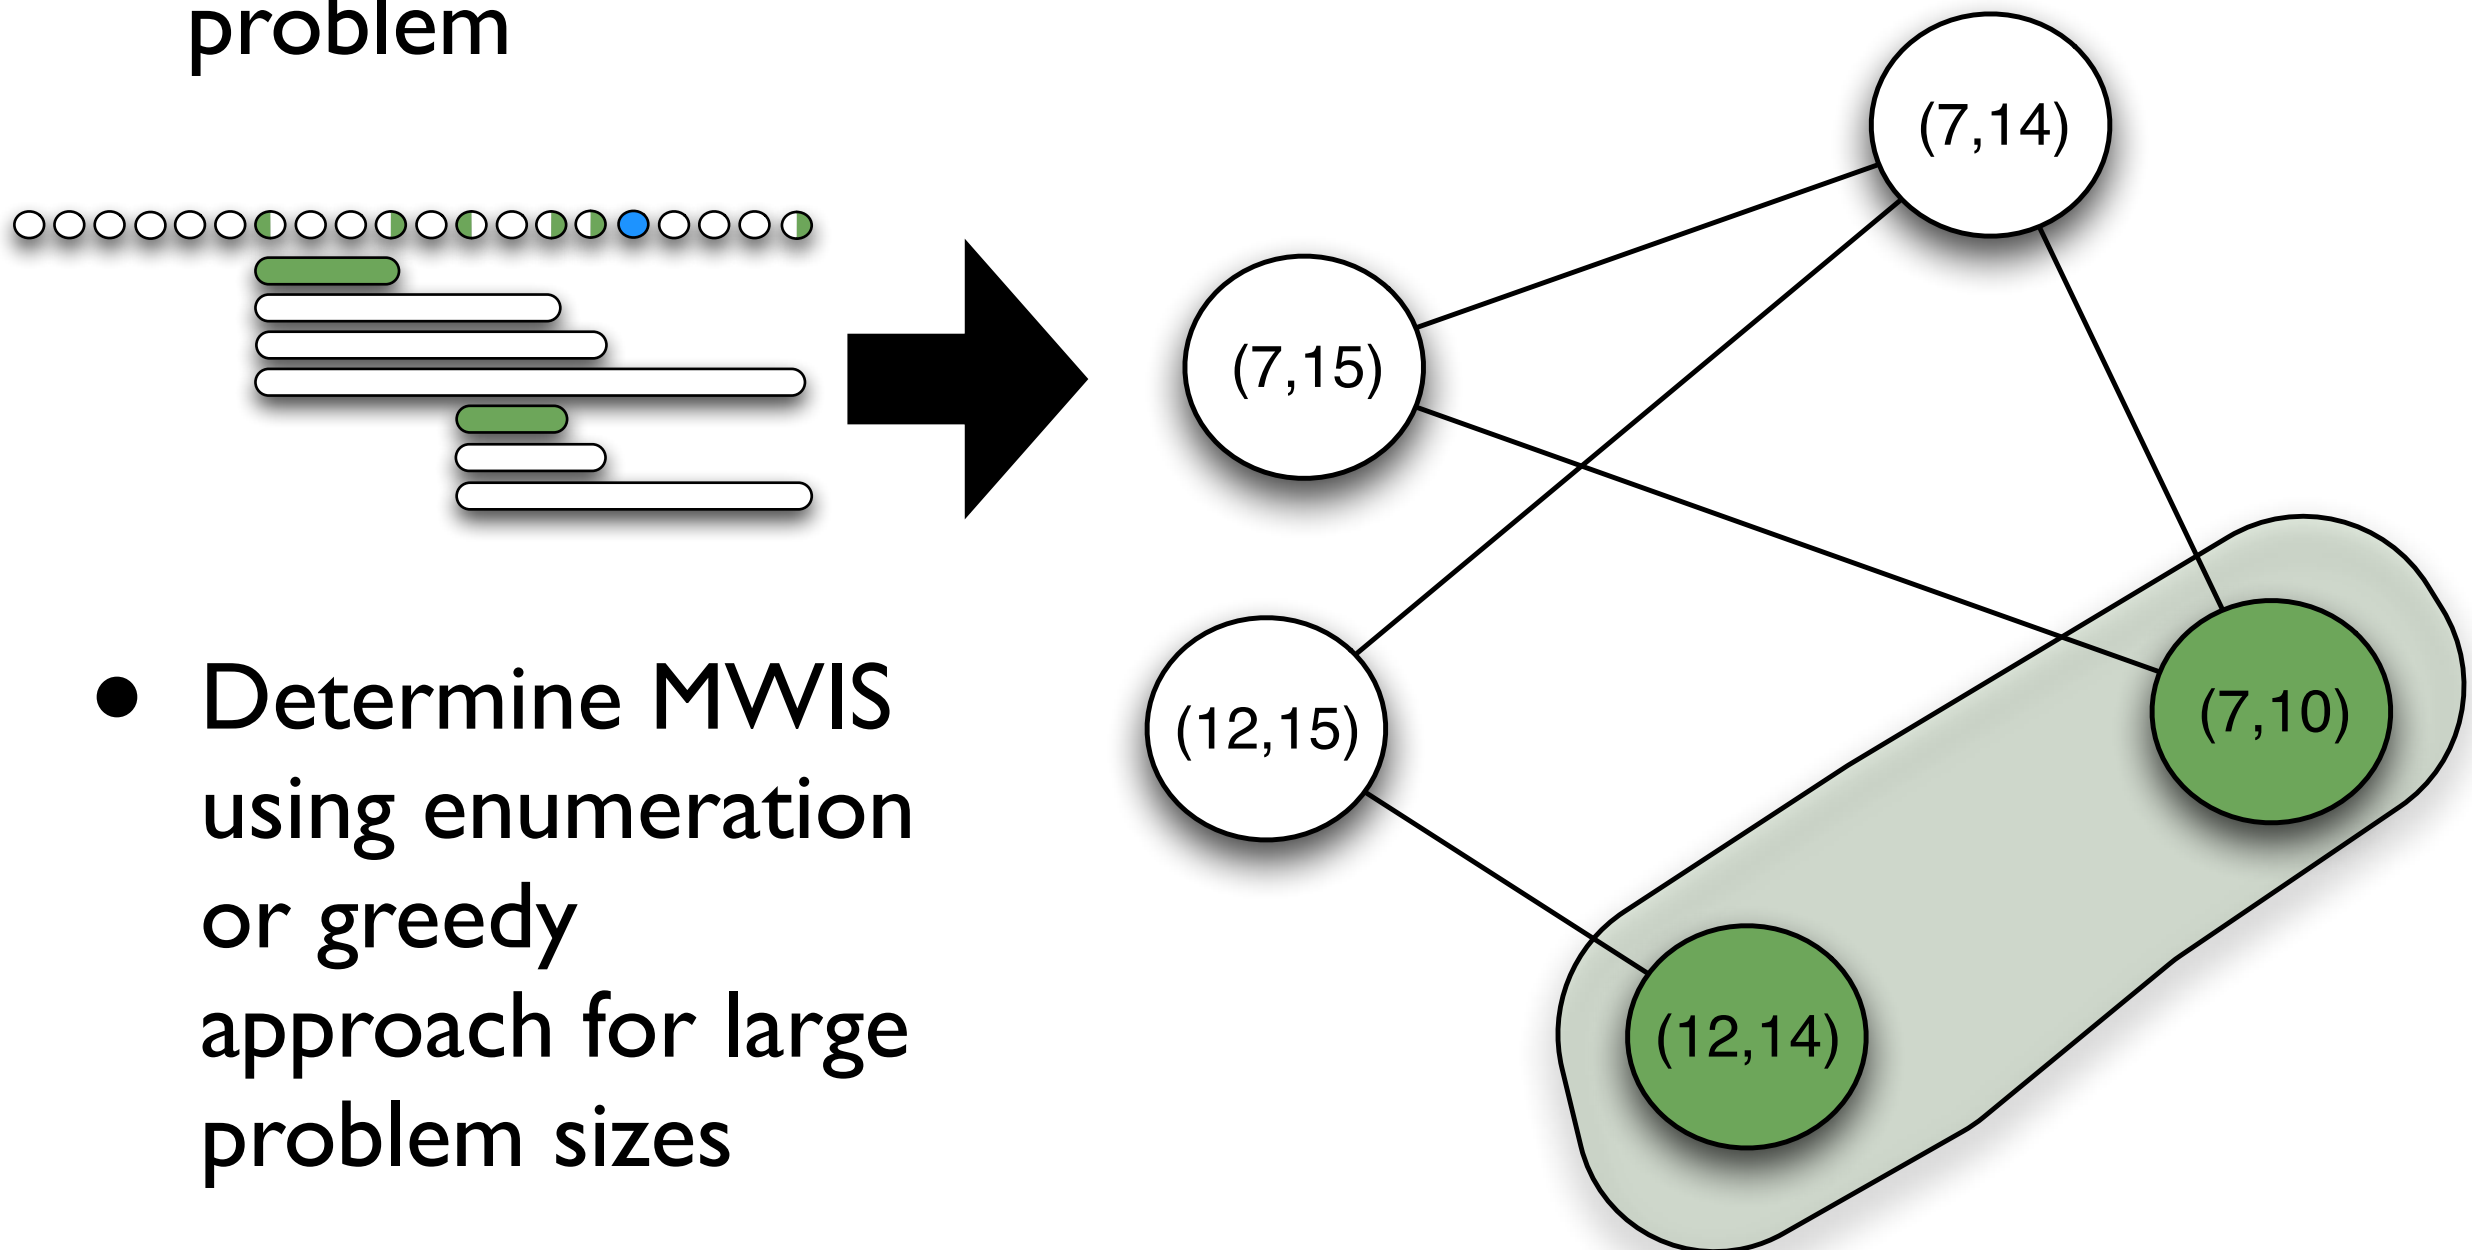 problem
(7,14)
(7,15)
(12,15)
(7,10)
(12,14)
● Determine MWIS
using enumeration
or greedy
approach for large
problem sizes